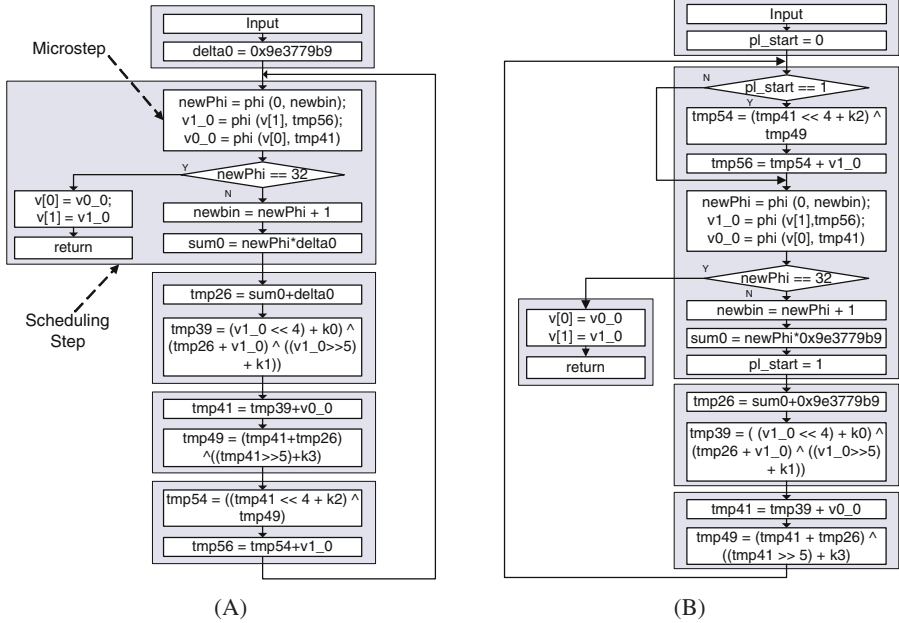 Input
delta0 = 0x9e3779b9
Microstep
newPhi = phi (0, newbin);
v1_0 = phi (v[1], tmp56);
v0_0 = phi (v[0], tmp41)
Y
newPhi == 32
N
v[0] = v0_0;
v[1] = v1_0
return
newbin = newPhi + 1
sum0 = newPhi*delta0
Scheduling
Step
tmp26 = sum0+delta0
tmp39 = (v1_0 << 4) + k0) ^
(tmp26 + v1_0) ^ ((v1_0>>5)
+ k1))
tmp41 = tmp39+v0_0
tmp49 = (tmp41+tmp26)
^((tmp41>>5)+k3)
tmp54 = ((tmp41 << 4 + k2) ^
tmp49)
tmp56 = tmp54+v1_0
(A)
Input
pl_start = 0
N
pl_start == 1
Y
tmp54 = (tmp41 << 4 + k2) ^
tmp49
tmp56 = tmp54 + v1_0
newPhi = phi (0, newbin);
v1_0 = phi (v[1],tmp56);
v0_0 = phi (v[0], tmp41)
Y
newPhi == 32
N
v[0] = v0_0
v[1] = v1_0
return
newbin = newPhi + 1
sum0 = newPhi*0x9e3779b9
pl_start = 1
tmp26 = sum0+0x9e3779b9
tmp39 = ( (v1_0 << 4) + k0) ^
(tmp26 + v1_0) ^ ((v1_0>>5)
+ k1))
tmp41 = tmp39 + v0_0
tmp49 = (tmp41 + tmp26) ^
((tmp41 >> 5) + k3)
(B)